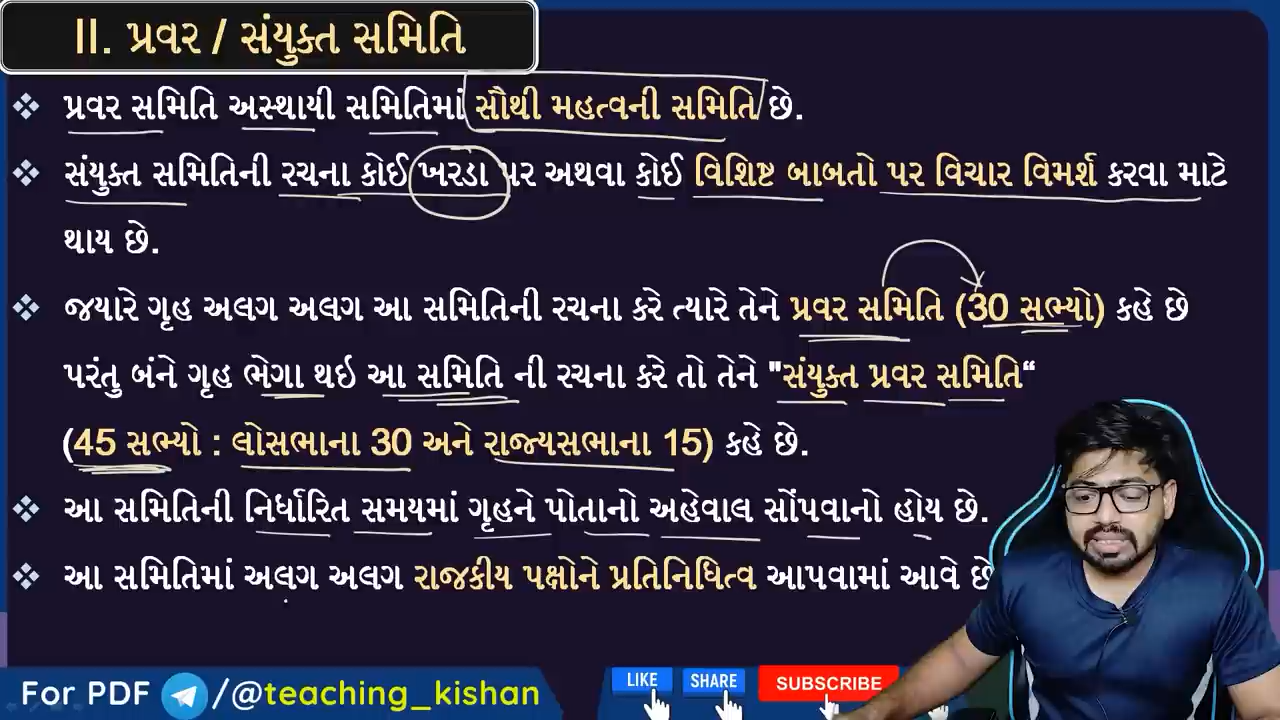 II. પ્રવર / સંયુક્ત સમિતિ
❖ પ્રવર સમિતિ અસ્થાયી સમિતિમાં સૌથી મહત્વની સમિતિ છે.
❖ સંયુક્ત સમિતિની રચના કોઈ ખરડા પર અથવા કોઈ વિશિષ્ટ બાબતો પર વિચાર વિમર્શ કરવા માટે
થાય છે.
❖ જયારે ગૃહ અલગ અલગ આ સમિતિની રચના કરે ત્યારે તેને પ્રવર સમિતિ (30 સભ્યો) કહે છે
પરંતુ બંને ગૃહ ભેગા થઇ આ સમિતિ ની રચના કરે તો તેને "સંયુક્ત પ્રવર સમિતિ“
(45 સભ્યો : લોસભાના 30 અને રાજ્યસભાના 15) કહે છે.
❖ આ સમિતિની નિર્ધારિત સમયમાં ગૃહને પોતાનો અહેવાલ સોંપવાનો હોય છે.
❖ આ સમિતિમાં અલગ અલગ રાજકીય પક્ષોને પ્રતિનિધિત્વ આપવામાં આવે છે
For PDF /@teaching_kishan LIKE SHARE SUBSCRIBE